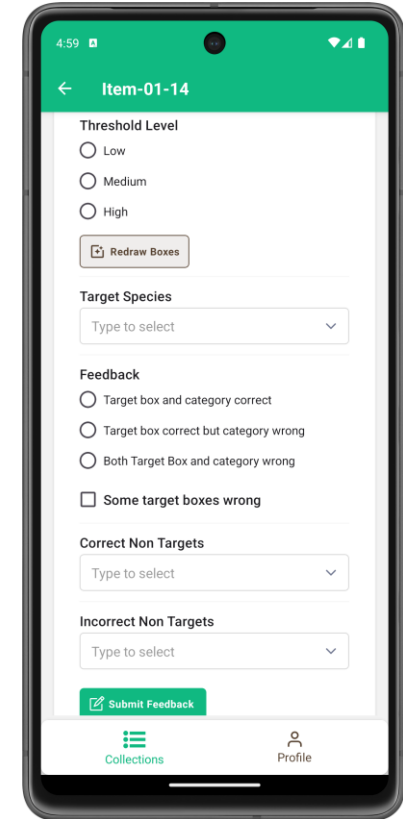 4:59
Item-01-14
Threshold Level
Low
Medium
High
Redraw Boxes
Target Species
Type to select
Feedback
Target box and category correct
Target box correct but category wrong
Both Target Box and category wrong
Some target boxes wrong
Correct Non Targets
Type to select
Incorrect Non Targets
Type to select
Submit Feedback
Collections
Profile